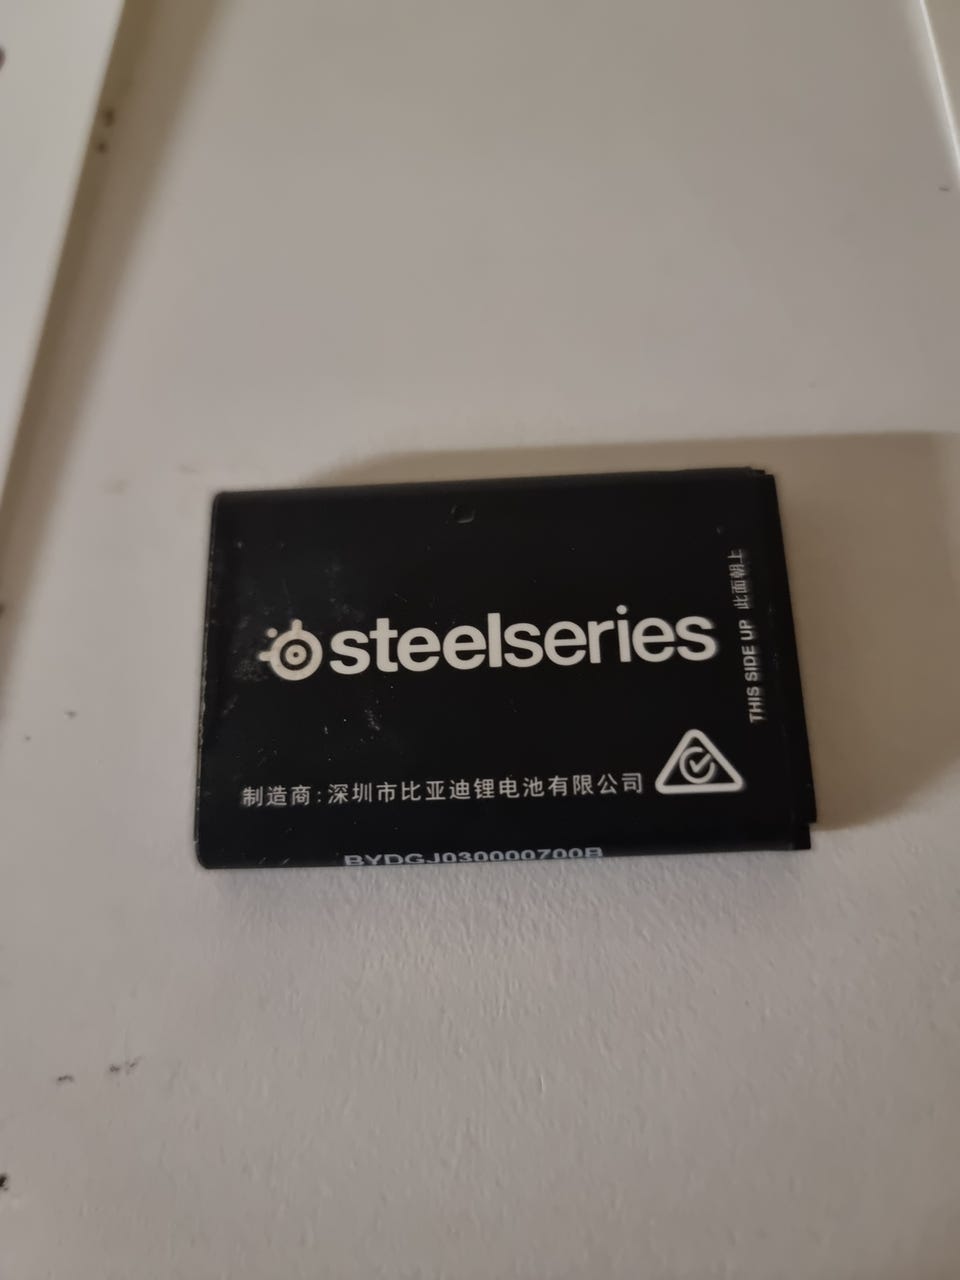 steelseries
THIS SIDE UP 此面朝上
制造商:深圳市比亚迪锂电池有限公司
BYDGJ030000700B